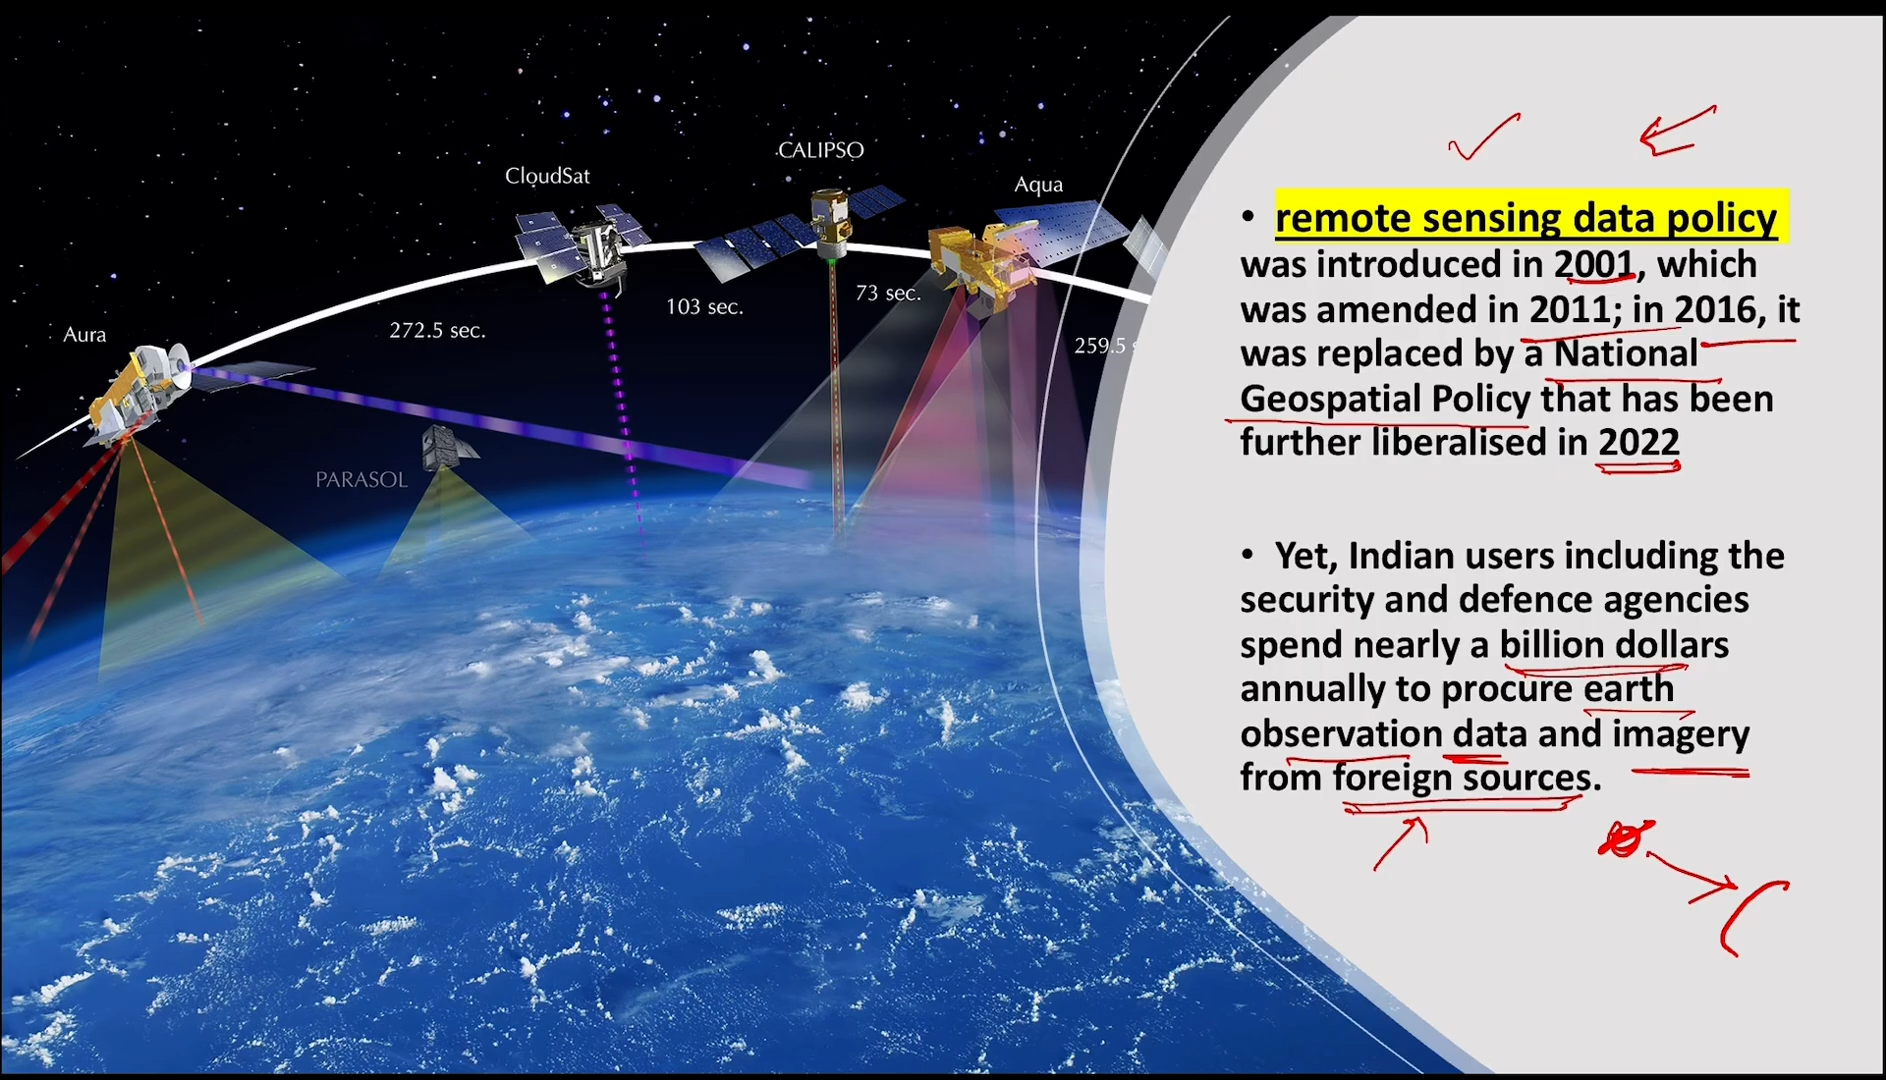 CALIPSO
CloudSat
Aqua
103 sec.
73 sec.
272.5 sec.
Aura
259.5 s
PARASOL
• remote sensing data policy
was introduced in 2001, which
was amended in 2011; in 2016, it
was replaced by a National
Geospatial Policy that has been
further liberalised in 2022
• Yet, Indian users including the
security and defence agencies
spend nearly a billion dollars
annually to procure earth
observation data and imagery
from foreign sources.